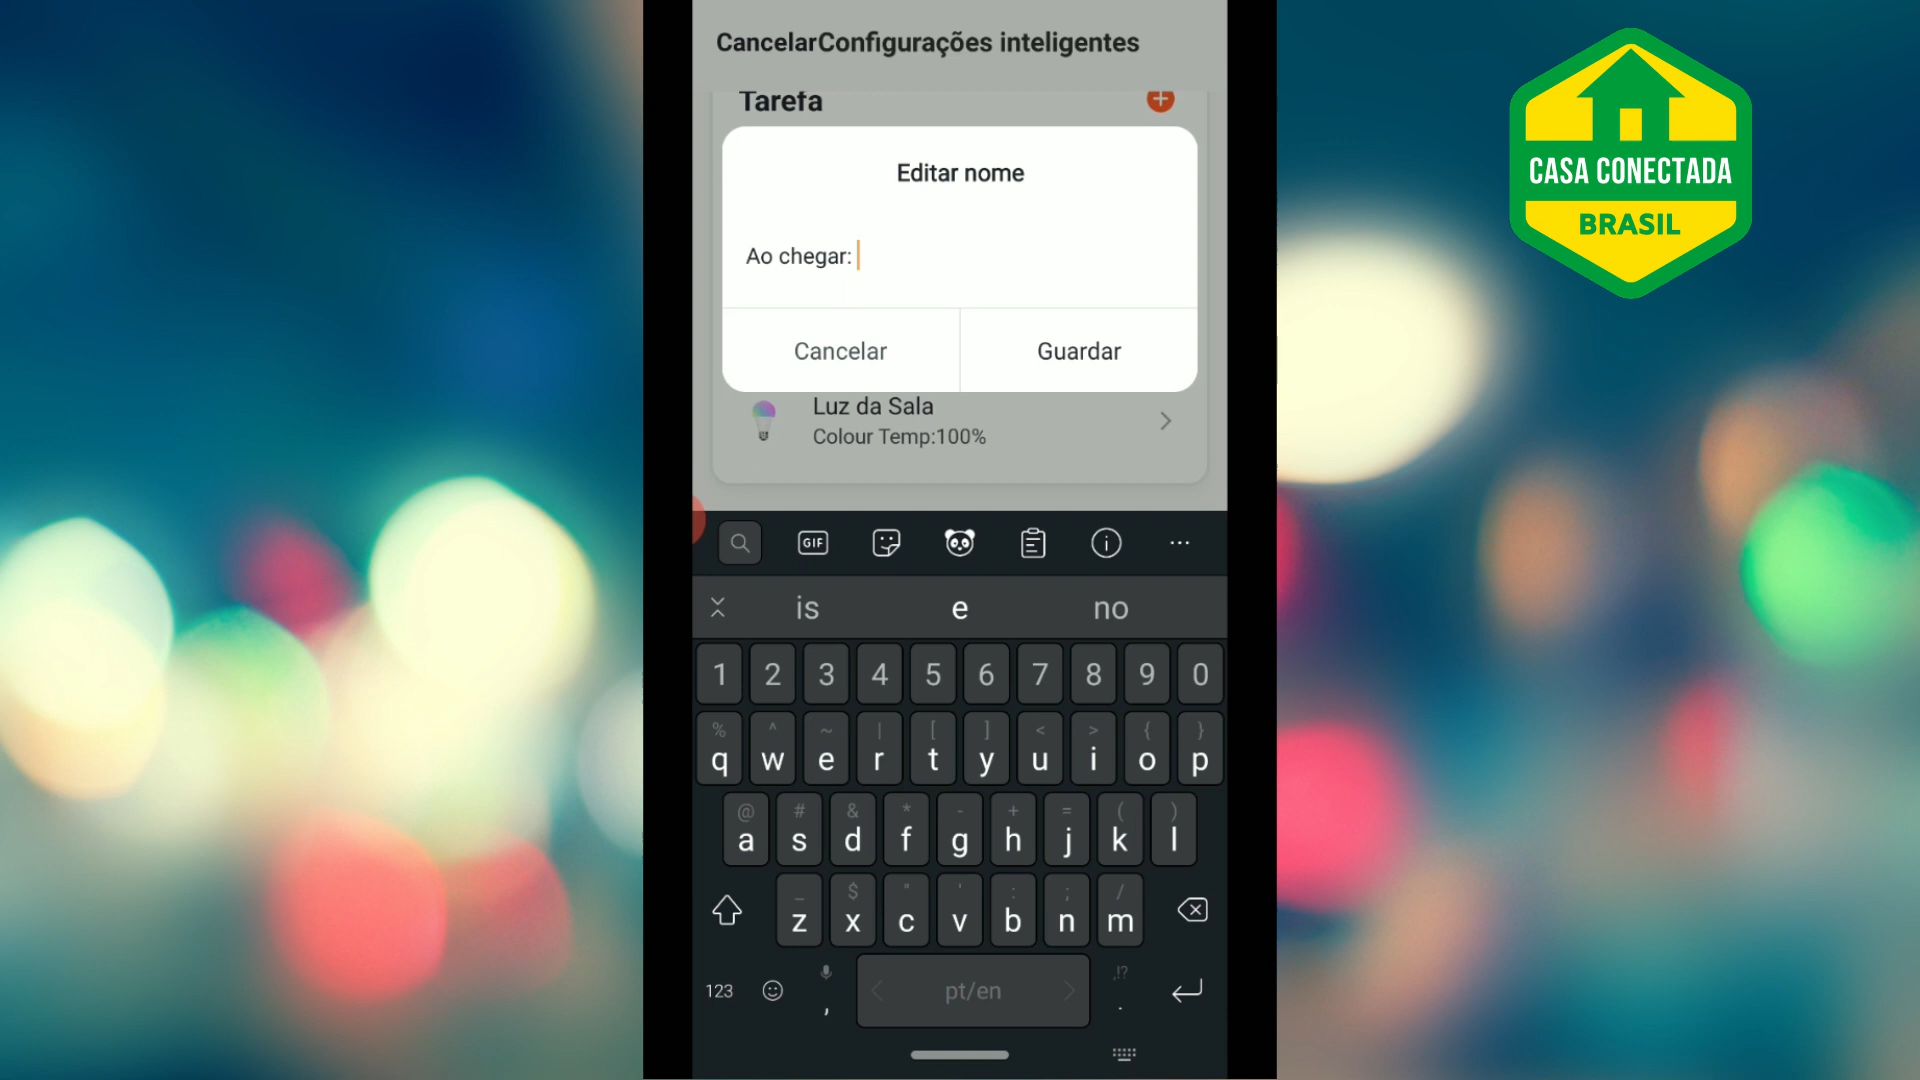 CancelarConfigurações inteligentes
Tarefa
Editar nome
Ao chegar:
Cancelar
Guardar
Luz da Sala
Colour Temp:100%
GIF
is e no
1 2 3 4 5 6 7 8 9 0
% ^ ~ | [ ] < > { }
q w e r t y u i o p
@ # & * - + = ( )
a s d f g h j k l
_ $ " ' : ; /
z x c v b n m
,!?
123 , pt/en .
CASA CONECTADA
BRASIL